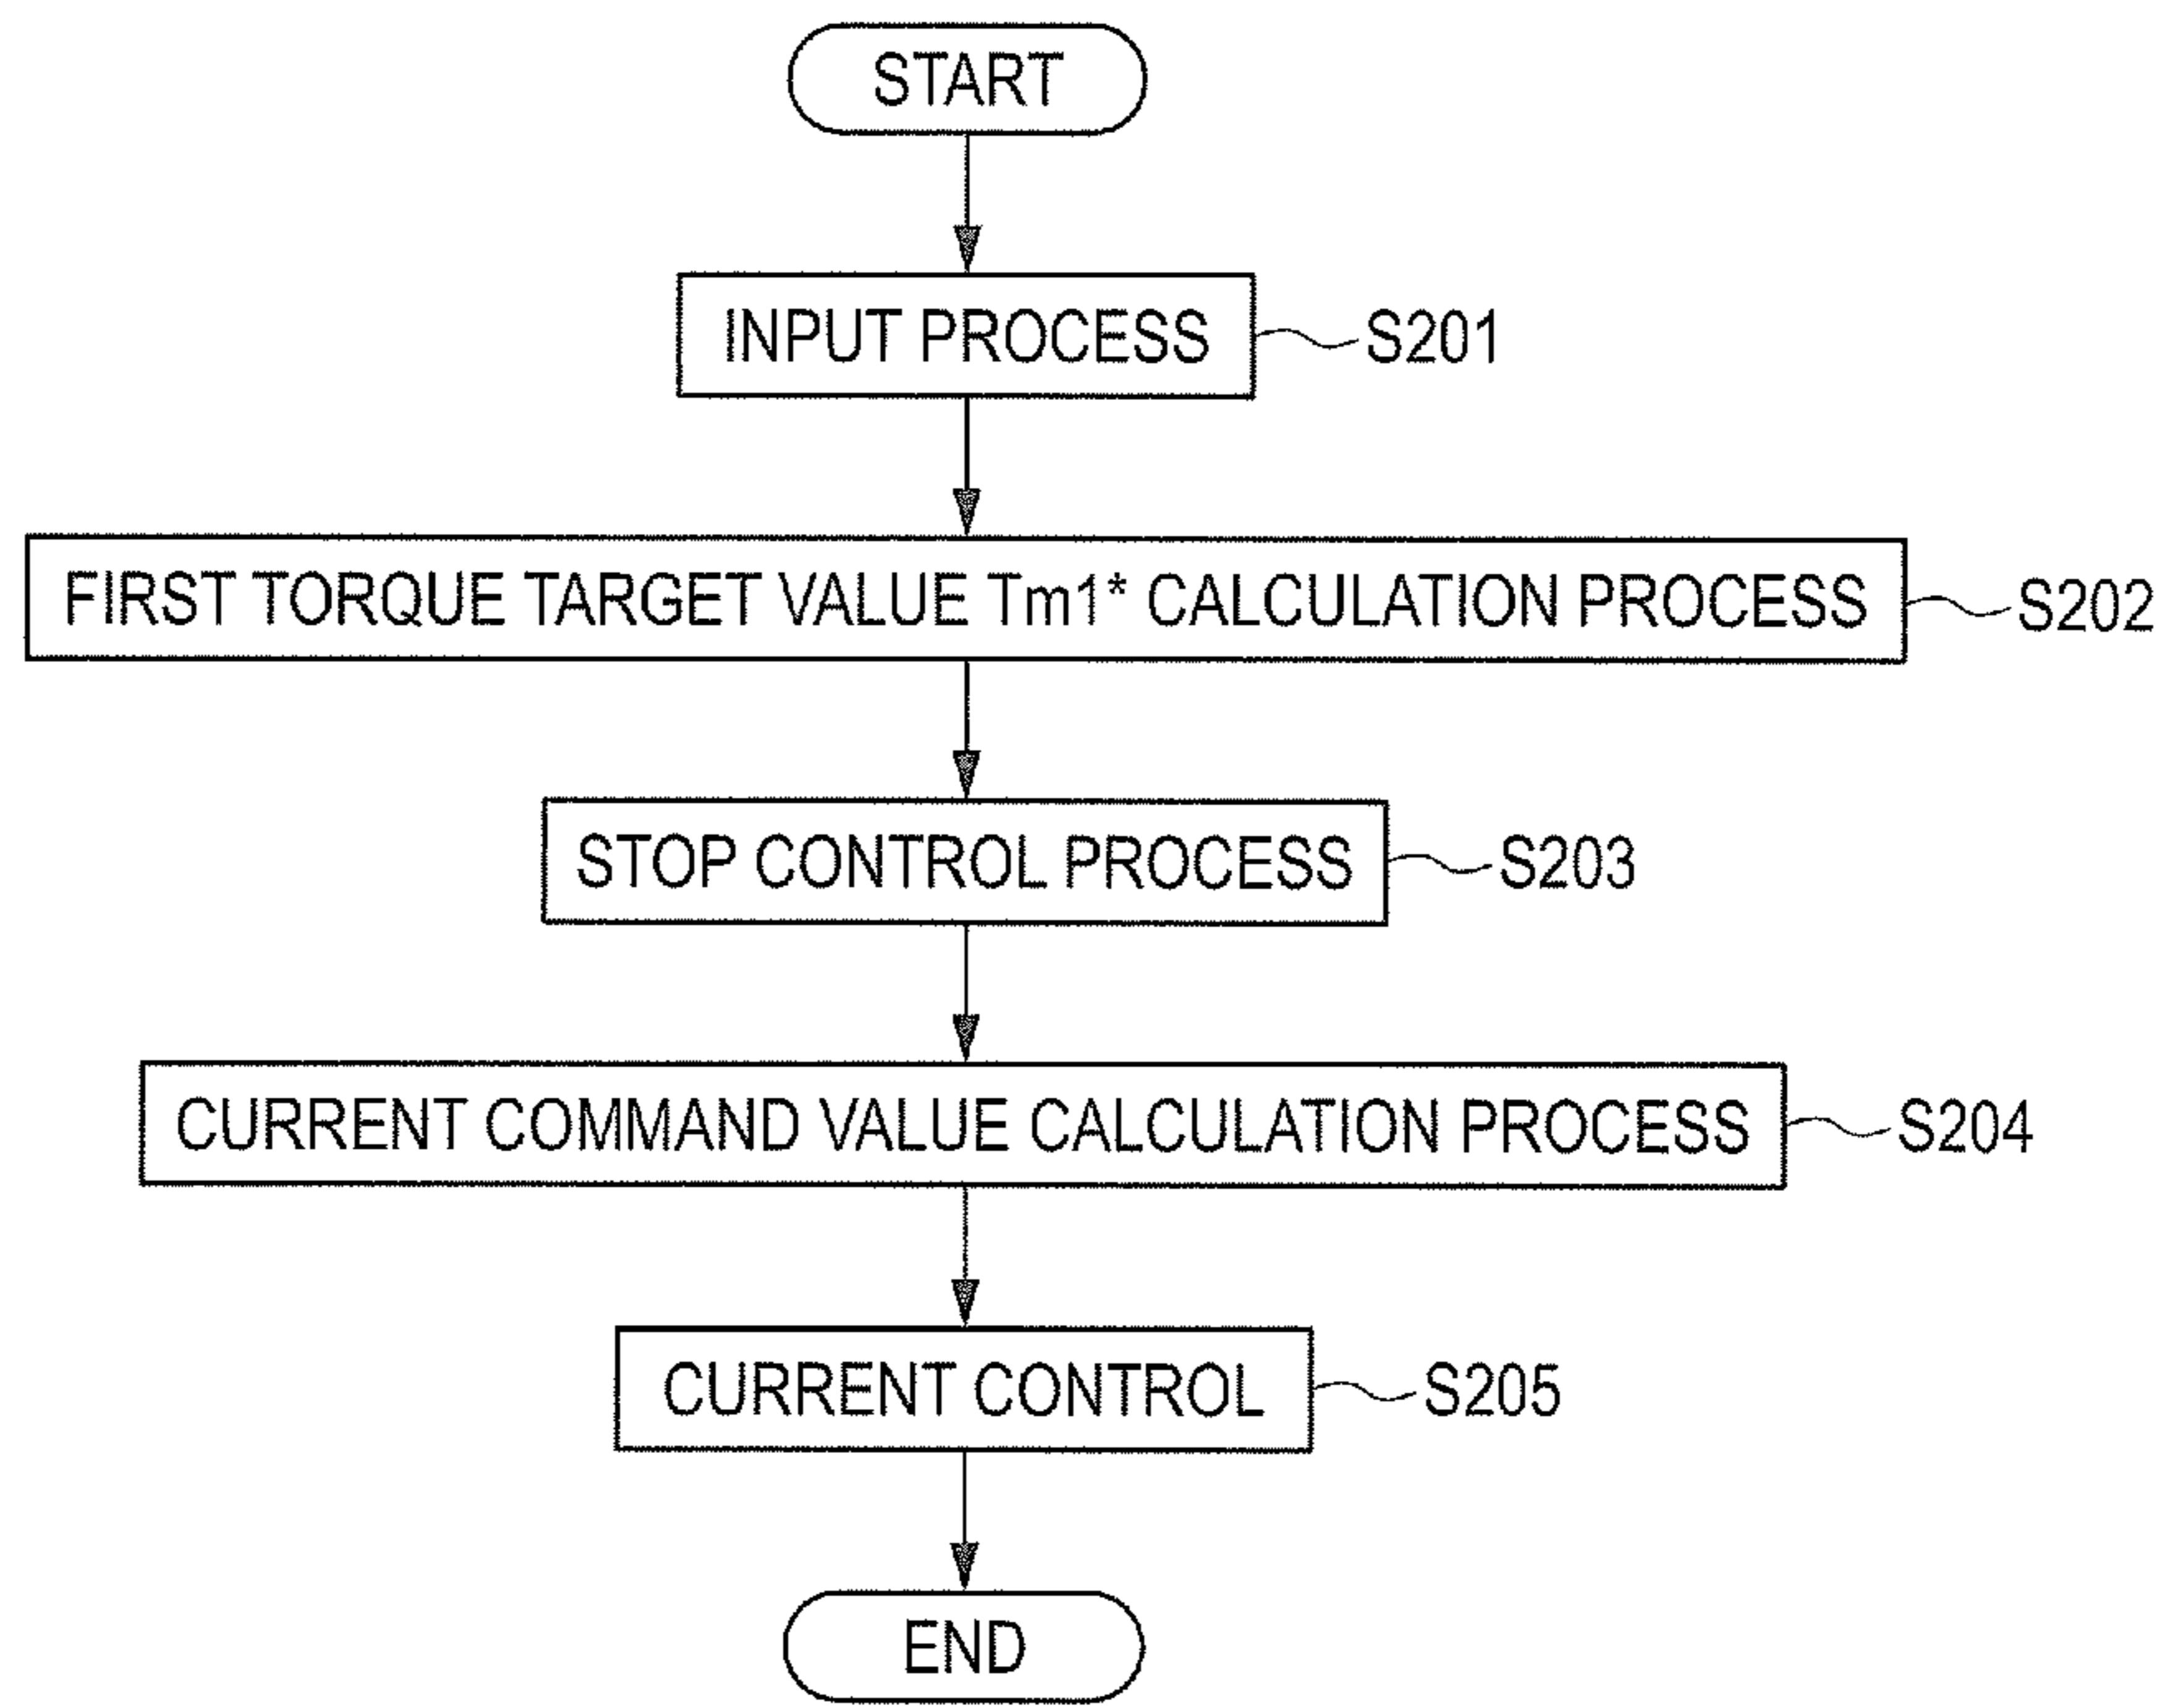 START
INPUT PROCESS
S201
FIRST TORQUE TARGET VALUE Tm1* CALCULATION PROCESS
S202
STOP CONTROL PROCESS
S203
CURRENT COMMAND VALUE CALCULATION PROCESS
S204
CURRENT CONTROL
S205
END